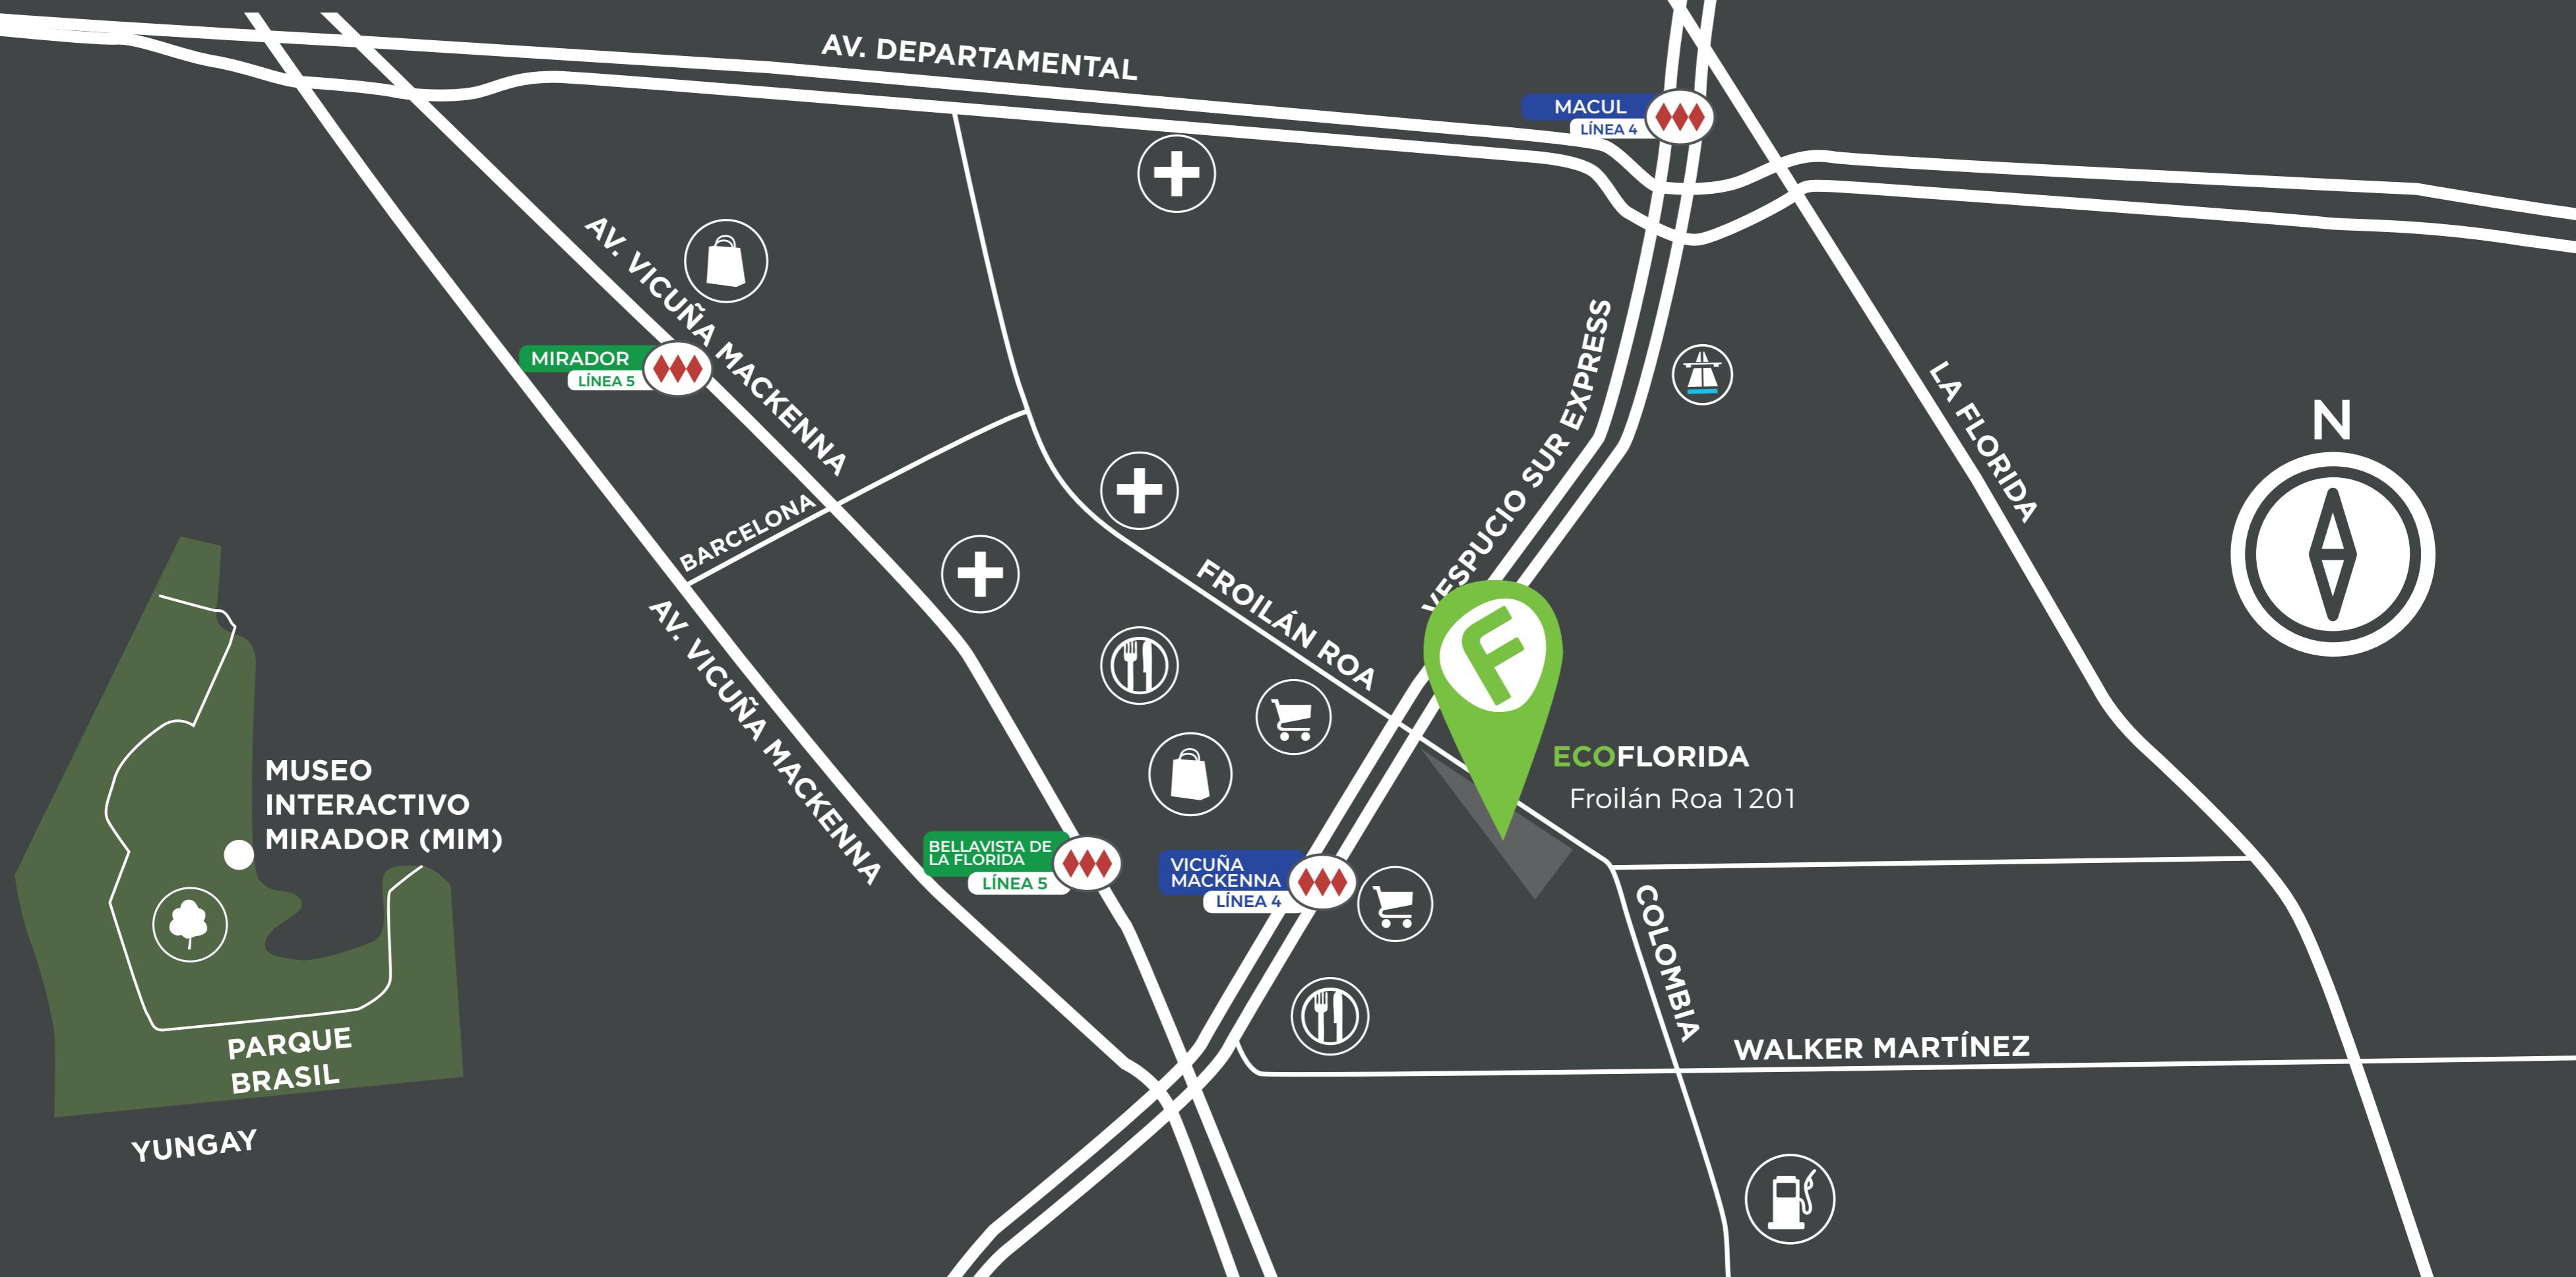 AV. DEPARTAMENTAL
MACUL
LÍNEA 4
AV. VICUÑA MACKENNA
MIRADOR
LÍNEA 5
VESPUCIO SUR EXPRESS
LA FLORIDA
N
BARCELONA
FROILÁN ROA
AV. VICUÑA MACKENNA
F
ECOFLORIDA
Froilán Roa 1201
MUSEO
INTERACTIVO
MIRADOR (MIM)
BELLAVISTA DE
LA FLORIDA
LÍNEA 5
VICUÑA
MACKENNA
LÍNEA 4
COLOMBIA
WALKER MARTÍNEZ
PARQUE
BRASIL
YUNGAY